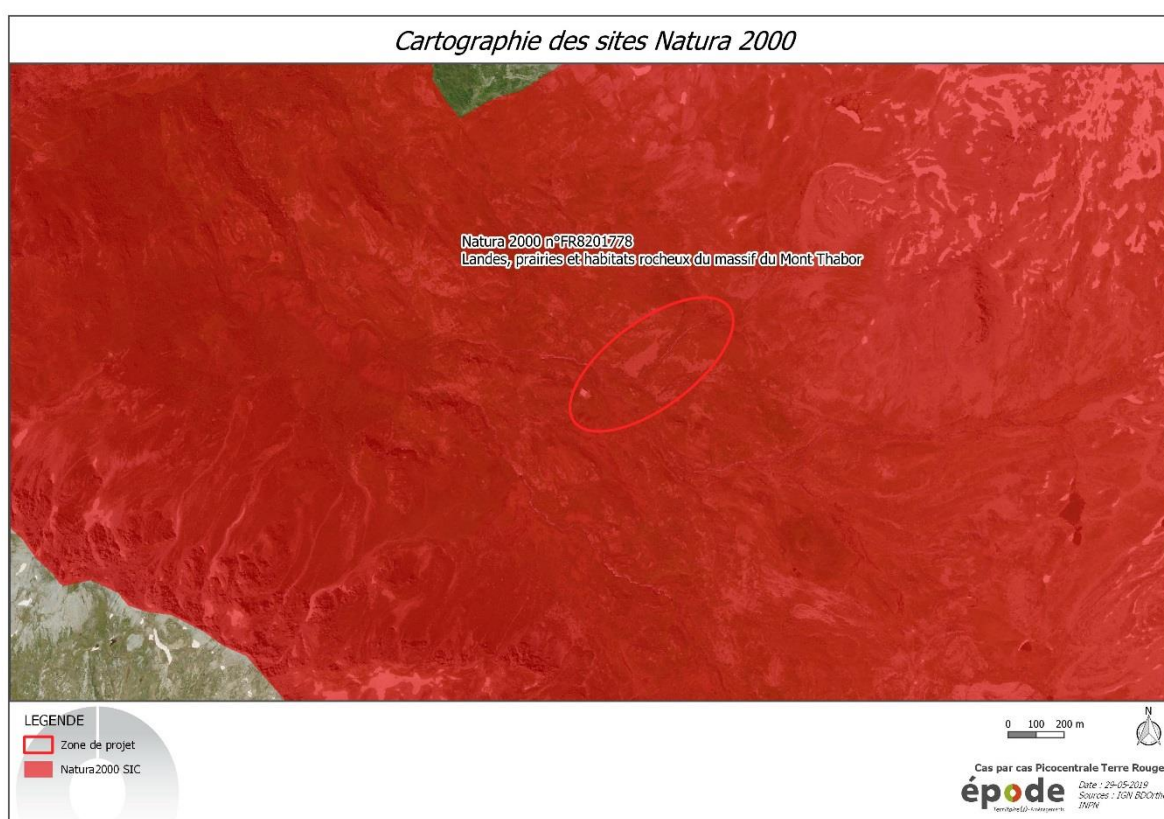 Cartographie des sites Natura 2000
Natura 2000 n°FR8201778
Landes, prairies et habitats rocheux du massif du Mont Thabor
LEGENDE
Zone de projet
Natura2000 SIC
0 100 200 m
N
Cas par cas Picocentrale Terre Rouge
épode
Territoire(s)-Aménagements
Date : 29-05-2019
Sources : IGN BDOrtho
INPN